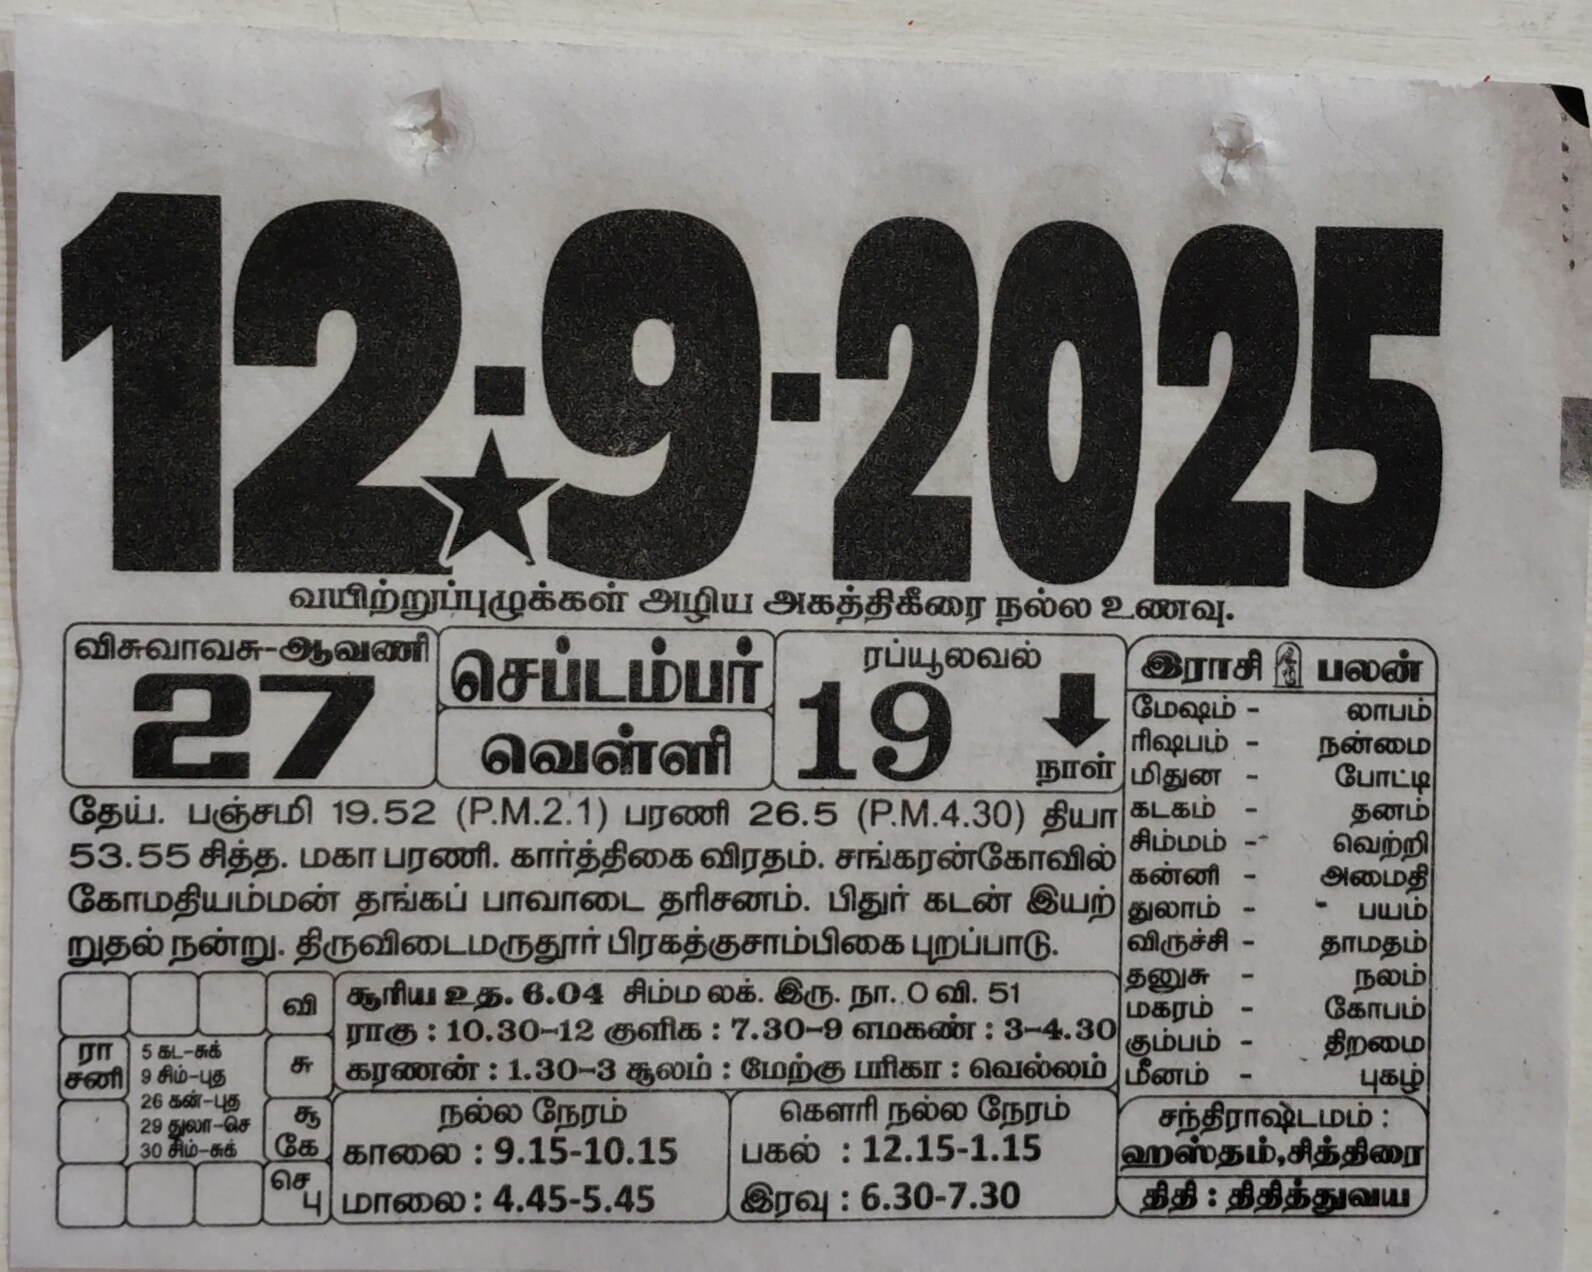 12-9-2025
வயிற்றுப்புழுக்கள் அழிய அகத்திகீரை நல்ல உணவு.
விசுவாவசு-ஆவணி
27
செப்டம்பர்
வெள்ளி
ரப்யூலவல்
19
நாள்
தேய். பஞ்சமி 19.52 (P.M.2.1) பரணி 26.5 (P.M.4.30) தியா
53.55 சித்த. மகா பரணி. கார்த்திகை விரதம். சங்கரன்கோவில்
கோமதியம்மன் தங்கப் பாவாடை தரிசனம். பிதுர் கடன் இயற்
றுதல் நன்று. திருவிடைமருதூர் பிரகத்குசாம்பிகை புறப்பாடு.
இராசி பலன்
மேஷம் - லாபம்
ரிஷபம் - நன்மை
மிதுன - போட்டி
கடகம் - தனம்
சிம்மம் - வெற்றி
கன்னி - அமைதி
துலாம் - பயம்
விருச்சி - தாமதம்
தனுசு - நலம்
மகரம் - கோபம்
கும்பம் - திறமை
மீனம் - புகழ்
சந்திராஷ்டமம் :
ஹஸ்தம்,சித்திரை
திதி : திதித்துவய
வி
ரா
சனி
சு
சூ
கே
செ
பு
5 கட-சுக்
9 சிம்-புத
26 கன்-புத
29 துலா-செ
30 சிம்-சுக்
சூரிய உத. 6.04 சிம்ம லக். இரு. நா. 0 வி. 51
ராகு : 10.30-12 குளிக : 7.30-9 எமகண் : 3-4.30
கரணன் : 1.30-3 சூலம் : மேற்கு பரிகா : வெல்லம்
நல்ல நேரம்
காலை : 9.15-10.15
மாலை : 4.45-5.45
கௌரி நல்ல நேரம்
பகல் : 12.15-1.15
இரவு : 6.30-7.30